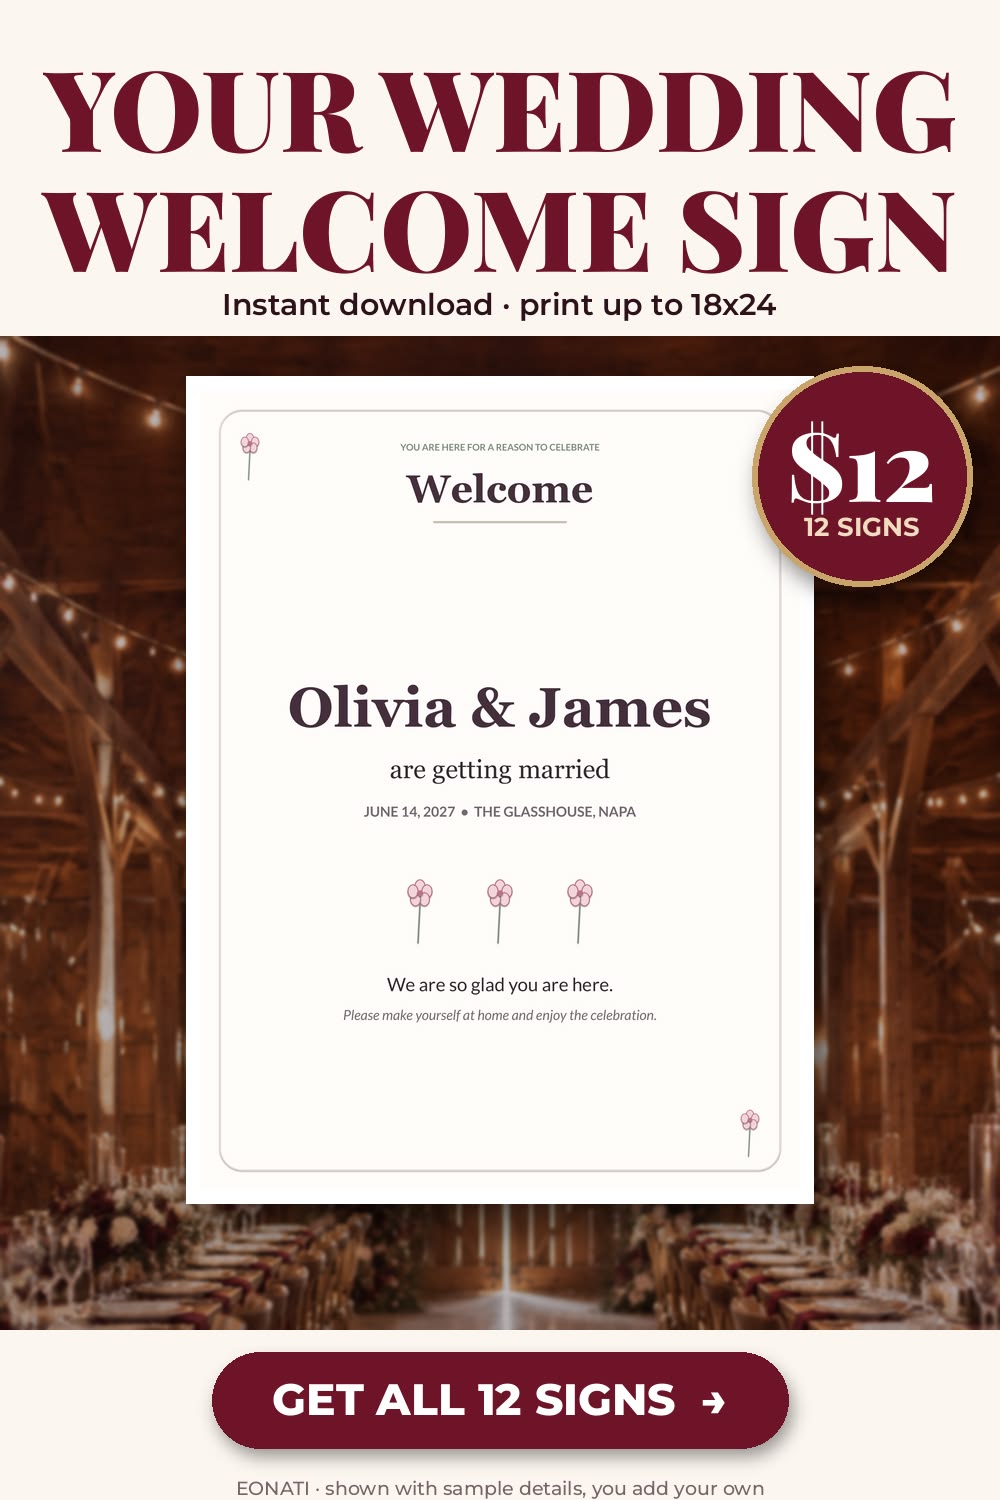 YOUR WEDDING
WELCOME SIGN
Instant download · print up to 18x24
$12
12 SIGNS
YOU ARE HERE FOR A REASON TO CELEBRATE
Welcome
Olivia & James
are getting married
JUNE 14, 2027 • THE GLASSHOUSE, NAPA
We are so glad you are here.
Please make yourself at home and enjoy the celebration.
GET ALL 12 SIGNS →
EONATI · shown with sample details, you add your own